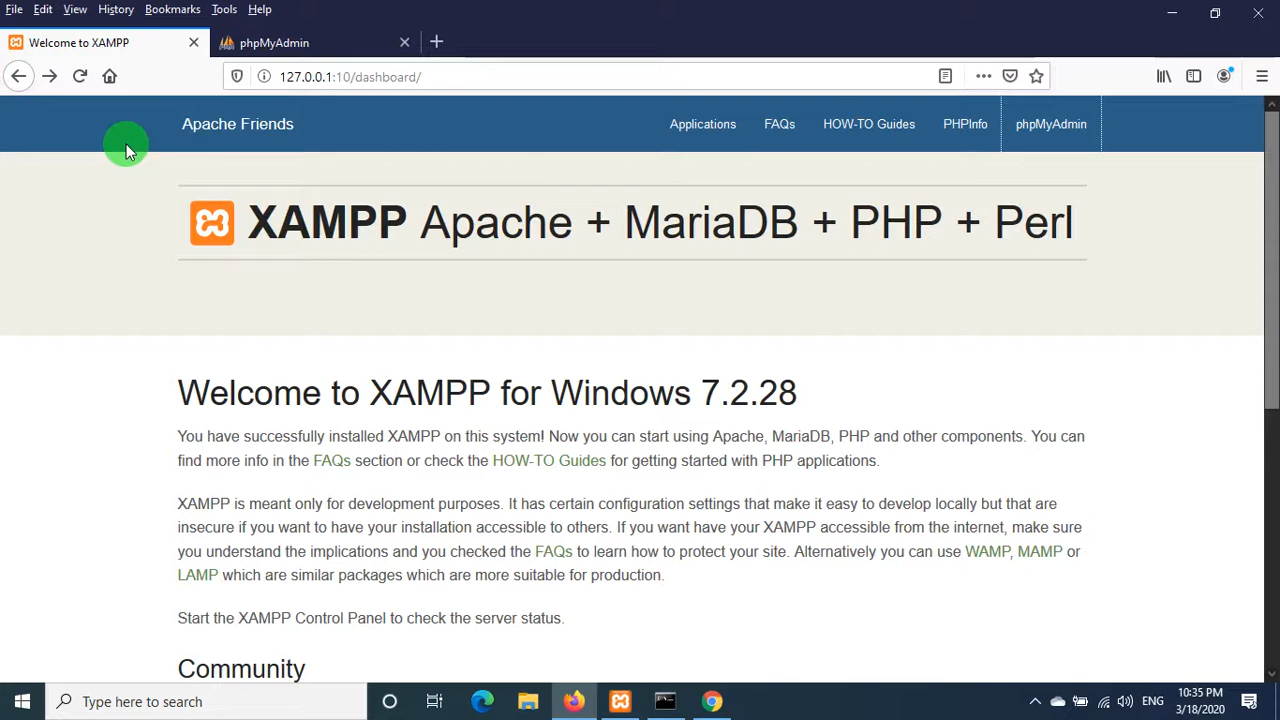 File Edit View History Bookmarks Tools Help
Welcome to XAMPP
phpMyAdmin
127.0.0.1:10/dashboard/
Apache Friends
Applications
FAQs
HOW-TO Guides
PHPInfo
phpMyAdmin
XAMPP Apache + MariaDB + PHP + Perl
Welcome to XAMPP for Windows 7.2.28
You have successfully installed XAMPP on this system! Now you can start using Apache, MariaDB, PHP and other components. You can
find more info in the FAQs section or check the HOW-TO Guides for getting started with PHP applications.
XAMPP is meant only for development purposes. It has certain configuration settings that make it easy to develop locally but that are
insecure if you want to have your installation accessible to others. If you want have your XAMPP accessible from the internet, make sure
you understand the implications and you checked the FAQs to learn how to protect your site. Alternatively you can use WAMP, MAMP or
LAMP which are similar packages which are more suitable for production.
Start the XAMPP Control Panel to check the server status.
Community
Type here to search
ENG
10:35 PM
3/18/2020